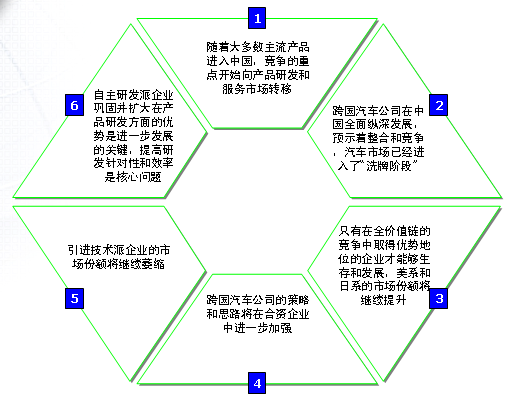 1
随着大多数主流产品
进入中国，竞争的重
点开始向产品研发和
服务市场转移
2
跨国汽车公司在中
国全面纵深发展，
预示着整合和竞争
，汽车市场已经进
入了“洗牌阶段”
只有在全价值链的
竞争中取得优势地
位的企业才能够生
存和发展，美系和
日系的市场份额将
继续提升
3
跨国汽车公司的策略
和思路将在合资企业
中进一步加强
4
引进技术派企业的市
场份额将继续萎缩
5
6
自主研发派企业
巩固并扩大在产
品研发方面的优
势是进一步发展
的关键，提高研
发针对性和效率
是核心问题